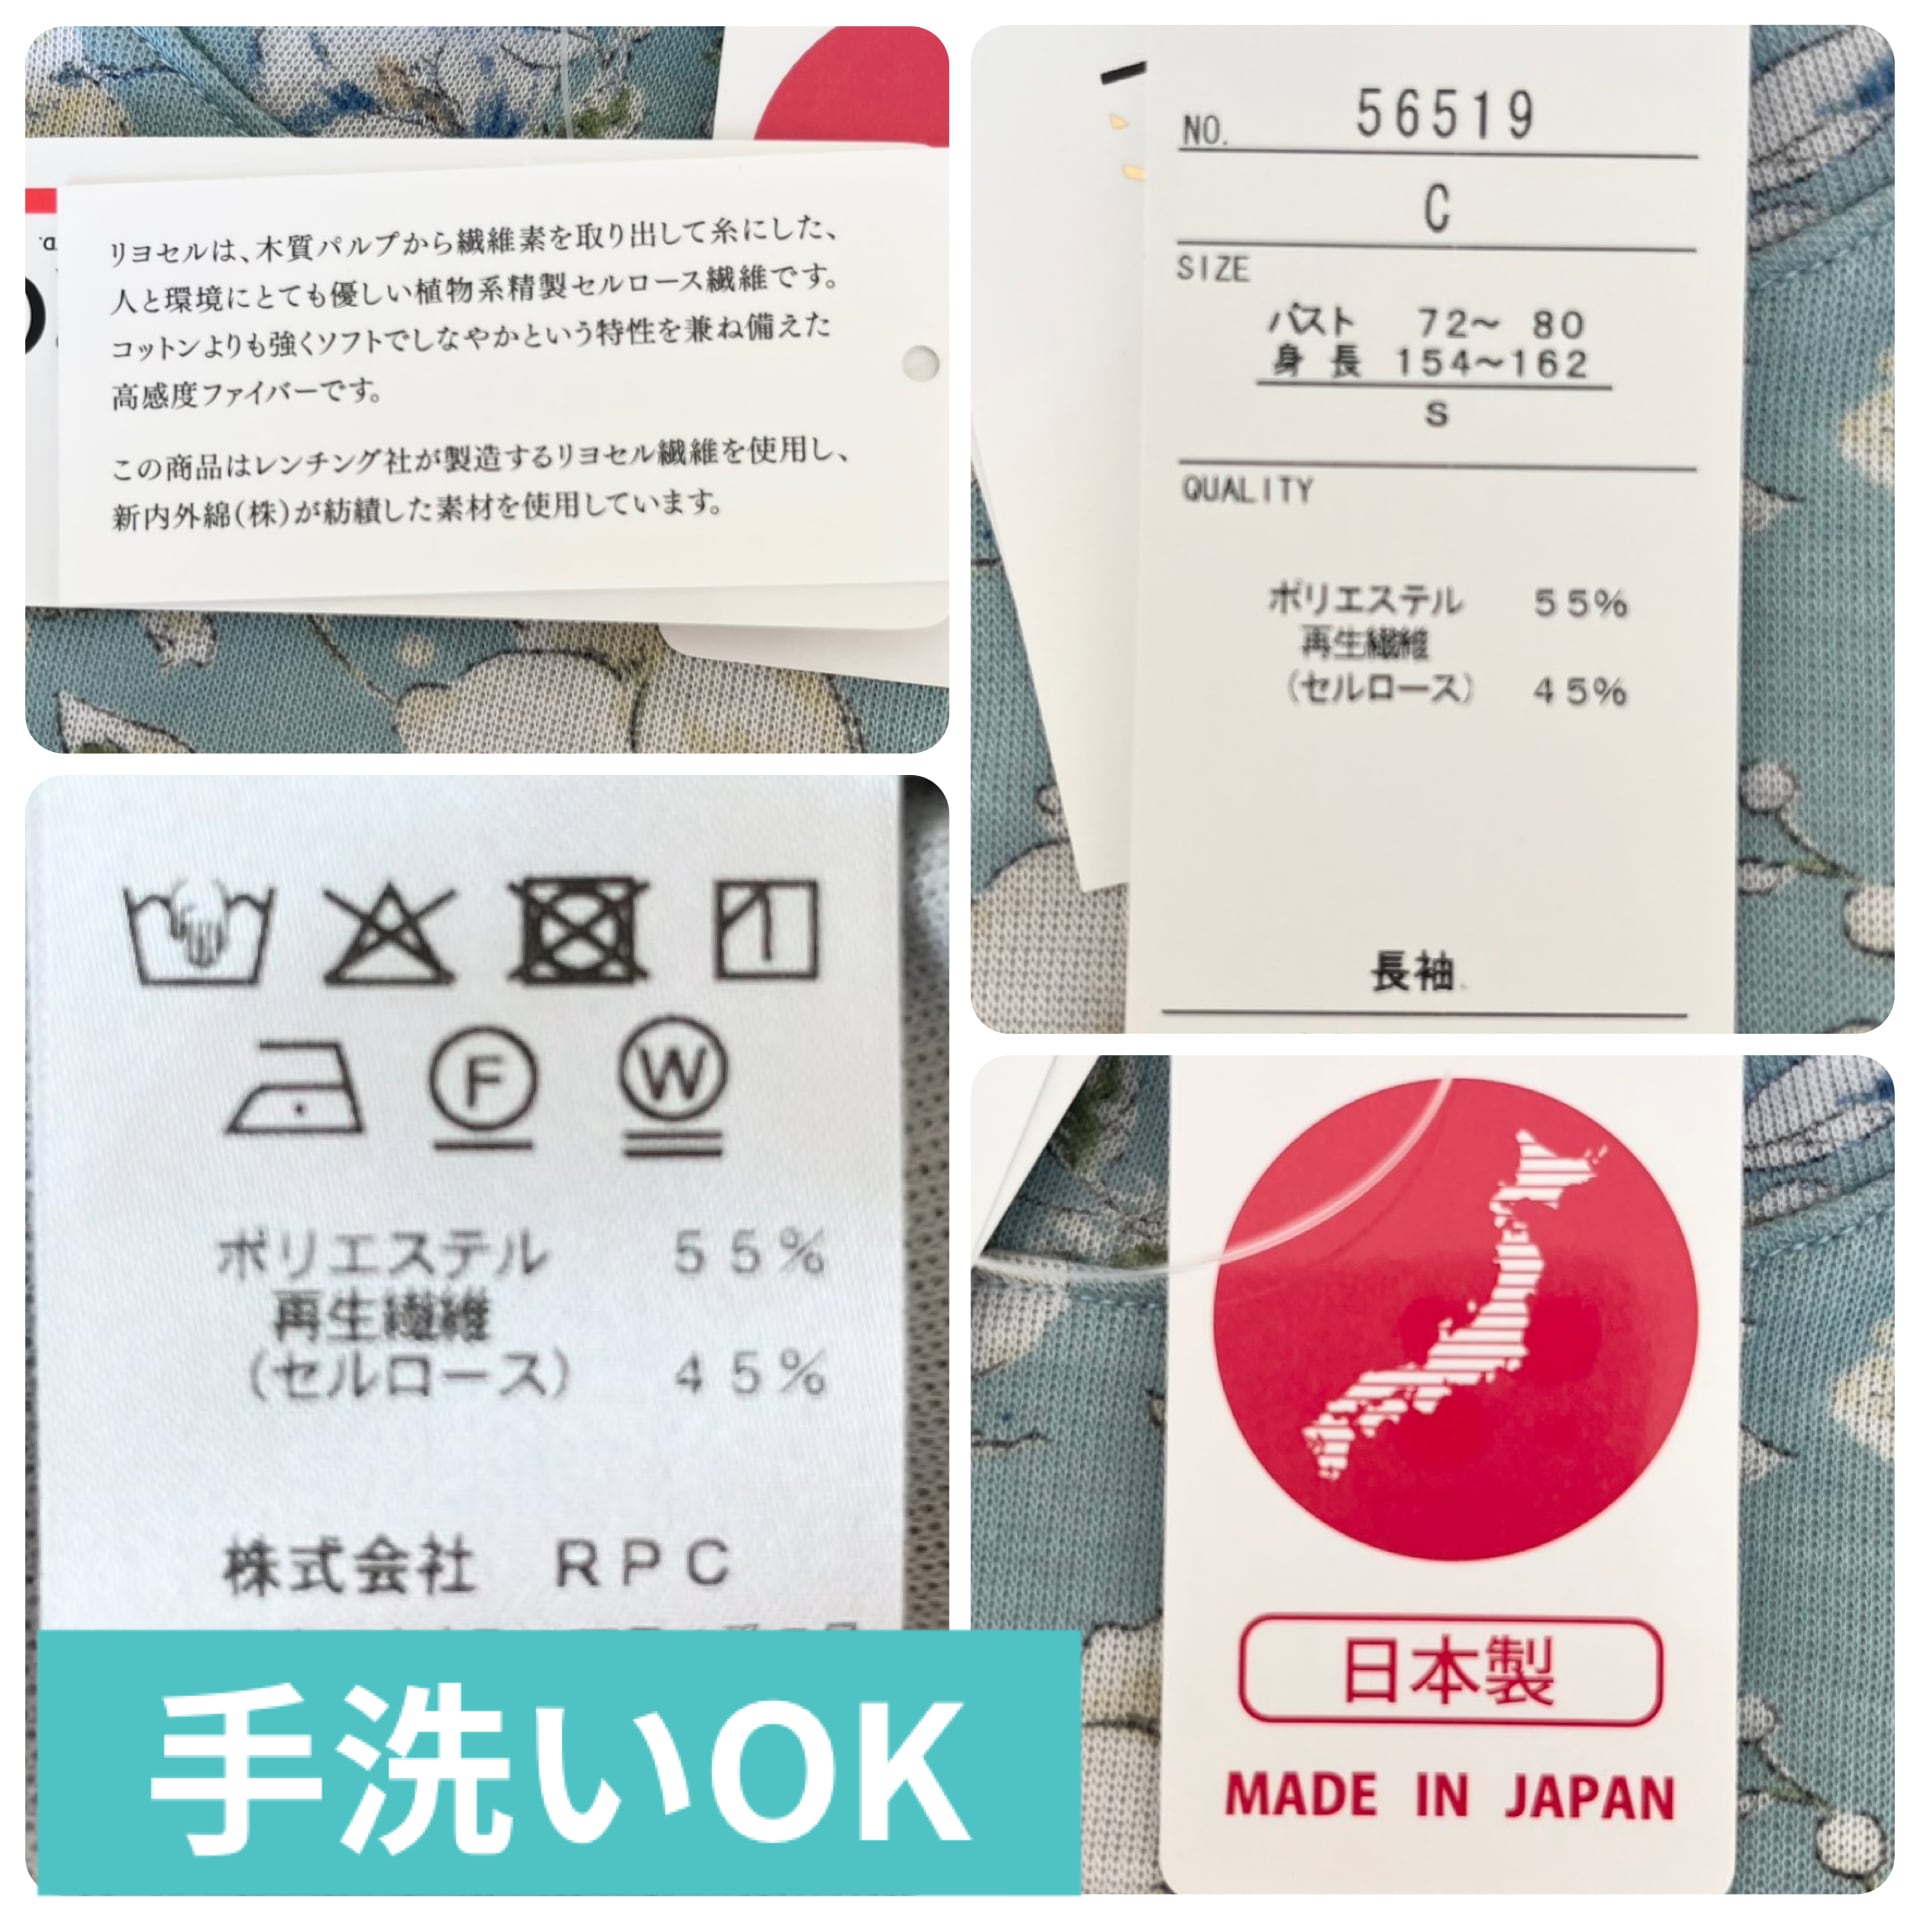 リヨセルは、木質パルプから繊維素を取り出して糸にした、
人と環境にとても優しい植物系精製セルロース繊維です。
コットンよりも強くソフトでしなやかという特性を兼ね備えた
高感度ファイバーです。
この商品はレンチング社が製造するリヨセル繊維を使用し、
新内外綿(株)が紡績した素材を使用しています。
NO. 56519
C
SIZE
バスト 72～ 80
身 長 154～162
S
QUALITY
ポリエステル 55%
再生繊維
(セルロース) 45%
長袖
F
W
ポリエステル 55%
再生繊維
(セルロース) 45%
株式会社 RPC
手洗いOK
日本製
MADE IN JAPAN